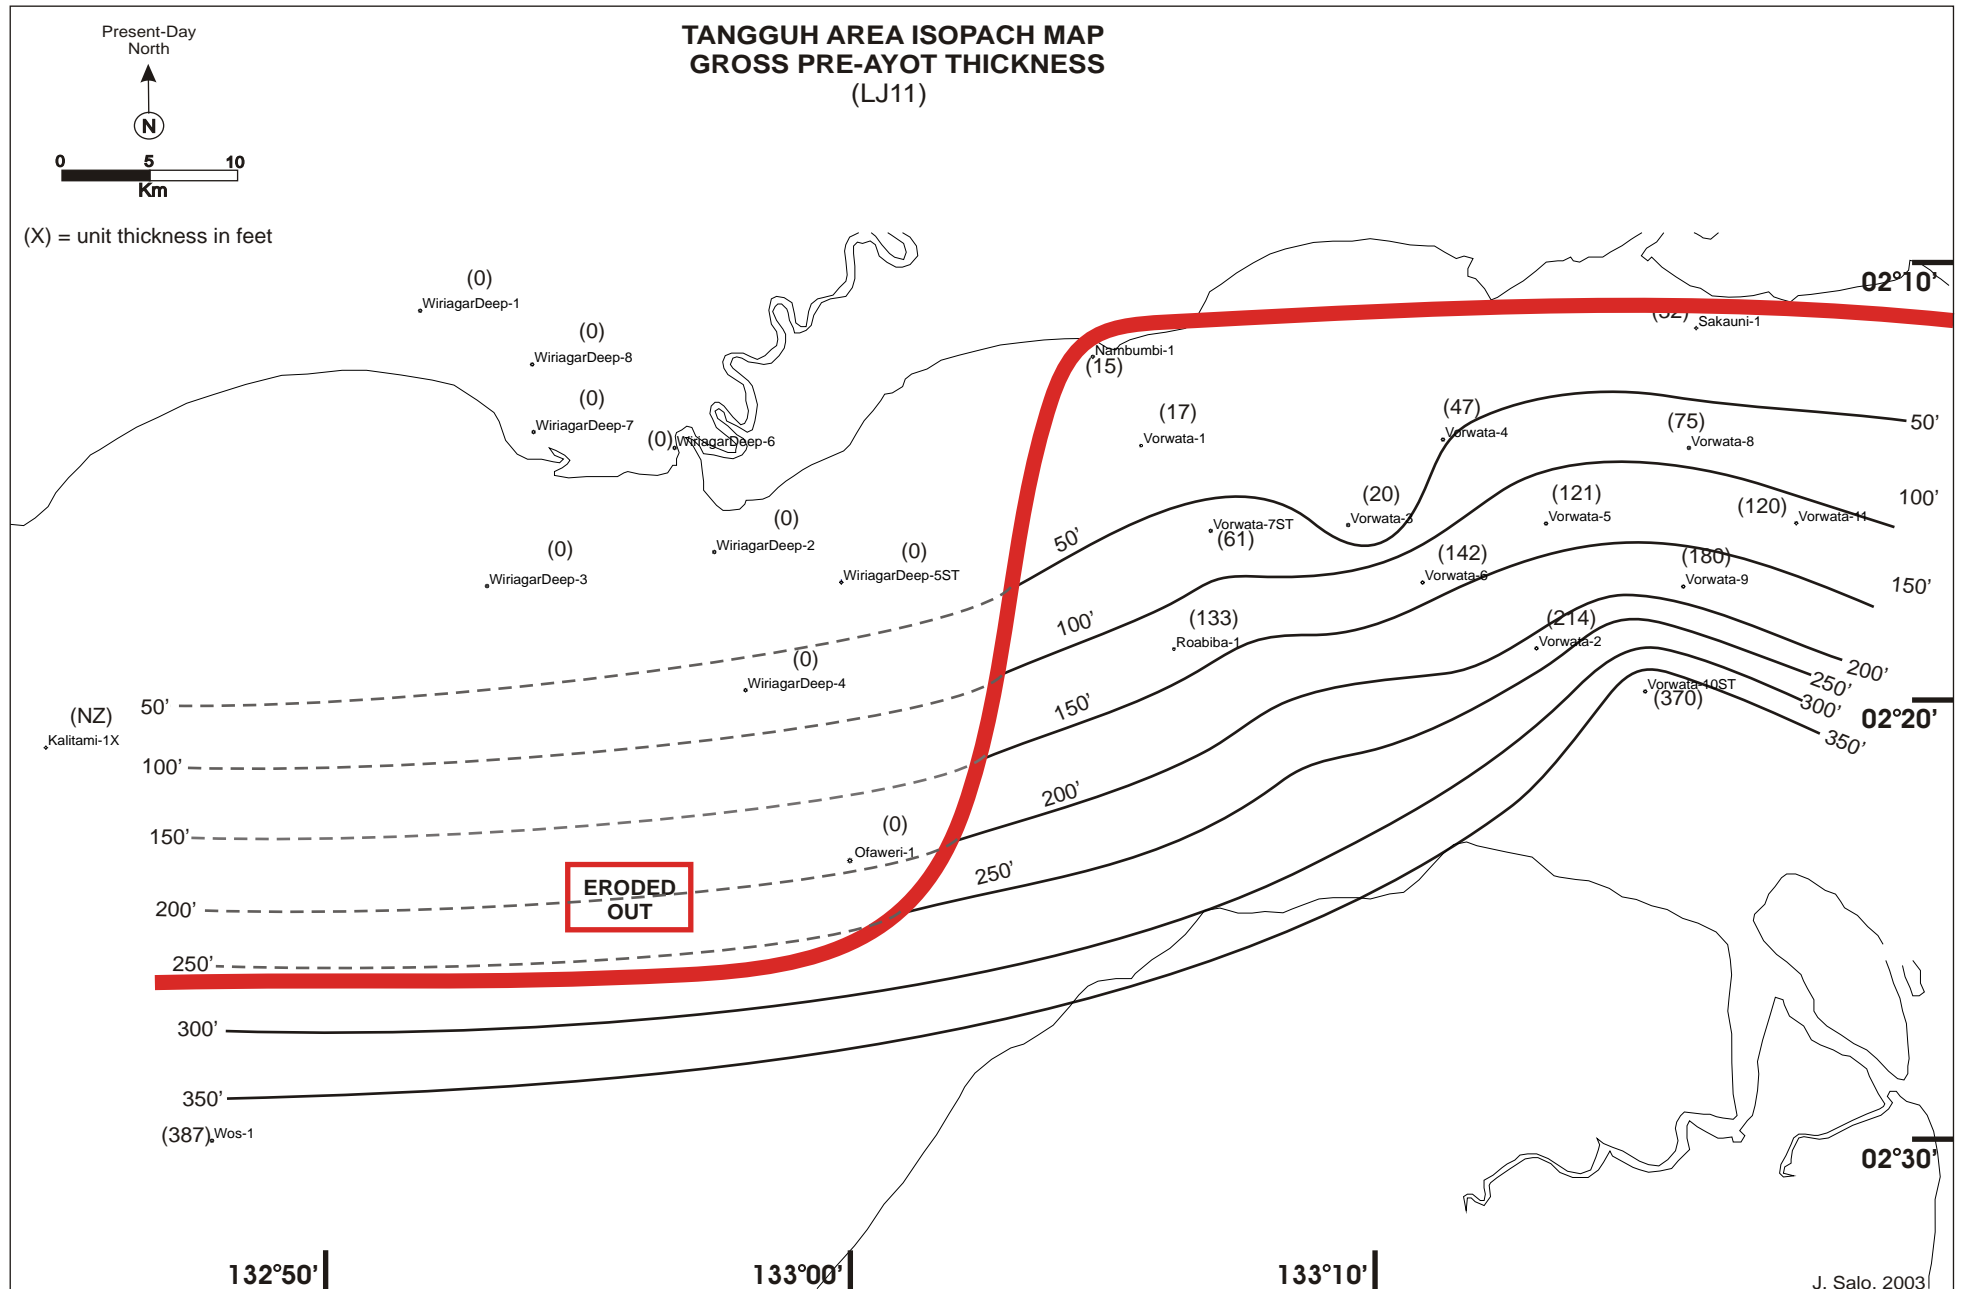 Present-Day
North
N
0 5 10
Km
TANGGUH AREA ISOPACH MAP
GROSS PRE-AYOT THICKNESS
(LJ11)
(X) = unit thickness in feet
(0)
WiriagarDeep-1
(0)
WiriagarDeep-8
(0)
WiriagarDeep-7
(0)
WiriagarDeep-6
(0)
WiriagarDeep-2
(0)
WiriagarDeep-5ST
(0)
WiriagarDeep-3
(0)
WiriagarDeep-4
(NZ)
Kalitami-1X
(0)
Ofaweri-1
(387)
Wos-1
Nambumbi-1
(15)
(17)
Vorwata-1
(47)
Vorwata-4
(32)
Sakauni-1
(75)
Vorwata-8
(20)
Vorwata-3
Vorwata-7ST
(61)
(121)
Vorwata-5
(120)
Vorwata-11
(142)
Vorwata-6
(180)
Vorwata-9
(133)
Roabiba-1
(214)
Vorwata-2
Vorwata-10ST
(370)
50’
100’
150’
200’
250’
300’
350’
50’
100’
150’
200’
250’
50’
100’
150’
200’
250’
300’
350’
ERODED
OUT
02°10’
02°20’
02°30’
132°50’
133°00’
133°10’
J. Salo, 2003